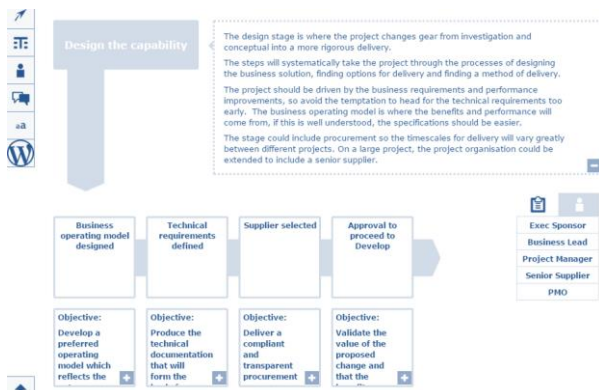 Design the capability
The design stage is where the project changes gear from investigation and
conceptual into a more rigorous delivery.
The steps will systematically take the project through the processes of designing
the business solution, finding options for delivery and finding a method of delivery.
The project should be driven by the business requirements and performance
improvements, so avoid the temptation to head for the technical requirements too
early. The business operating model is where the benefits and performance will
come from, if this is well understood, the specifications should be easier.
The stage could include procurement so the timescales for delivery will vary greatly
between different projects. On a large project, the project organisation could be
extended to include a senior supplier.
aa
W
Business
operating model
designed
Technical
requirements
defined
Supplier selected
Approval to
proceed to
Develop
Exec Sponsor
Business Lead
Project Manager
Senior Supplier
PMO
Objective:
Develop a
preferred
operating
model which
reflects the
Objective:
Produce the
technical
documentation
that will
form the
Objective:
Deliver a
compliant
and
transparent
procurement
Objective:
Validate the
value of the
proposed
change and
that the